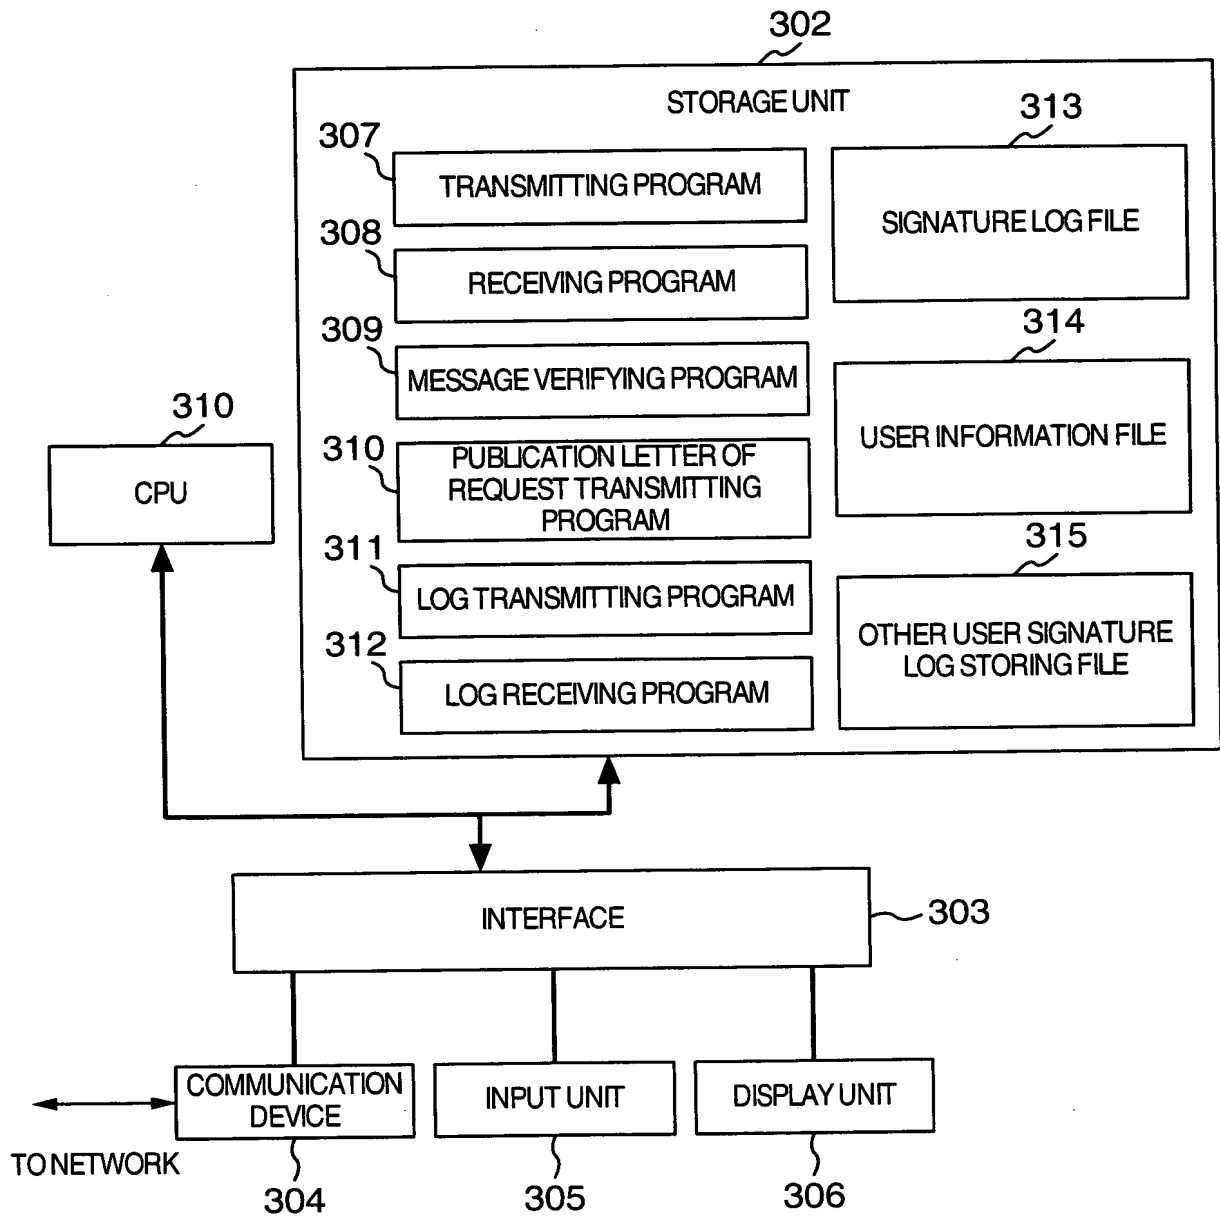 302
STORAGE UNIT
307
TRANSMITTING PROGRAM
308
RECEIVING PROGRAM
309
MESSAGE VERIFYING PROGRAM
310
PUBLICATION LETTER OF
REQUEST TRANSMITTING
PROGRAM
311
LOG TRANSMITTING PROGRAM
312
LOG RECEIVING PROGRAM
313
SIGNATURE LOG FILE
314
USER INFORMATION FILE
315
OTHER USER SIGNATURE
LOG STORING FILE
310
CPU
INTERFACE
303
COMMUNICATION
DEVICE
INPUT UNIT
DISPLAY UNIT
TO NETWORK
304
305
306